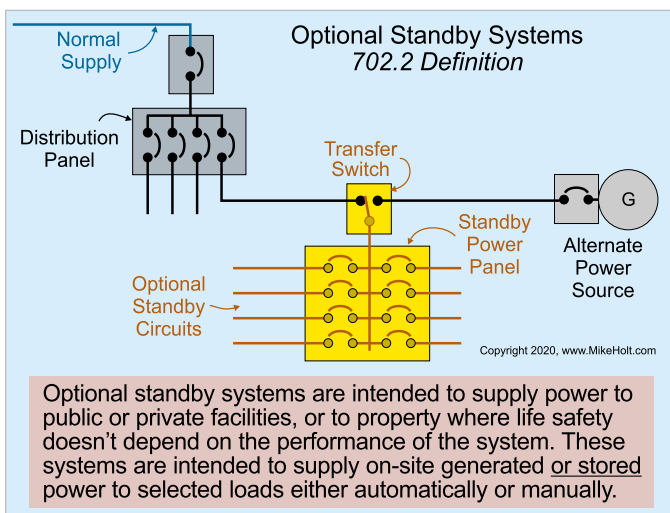 Optional Standby Systems
702.2 Definition
Normal
Supply
Distribution
Panel
Transfer
Switch
G
Standby
Power
Panel
Alternate
Power
Source
Optional
Standby
Circuits
Copyright 2020, www.MikeHolt.com
Optional standby systems are intended to supply power to
public or private facilities, or to property where life safety
doesn't depend on the performance of the system. These
systems are intended to supply on-site generated or stored
power to selected loads either automatically or manually.